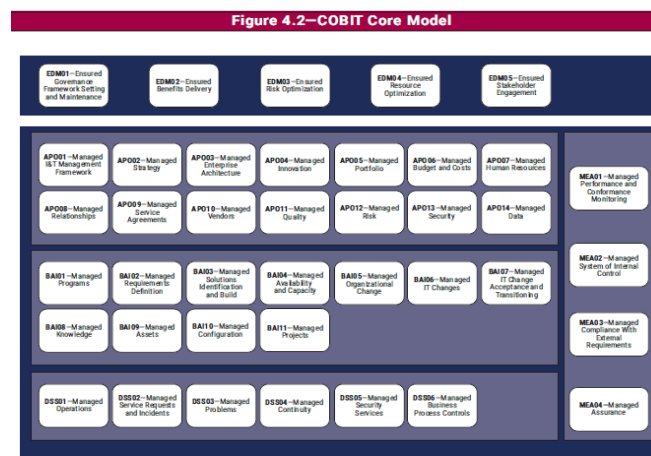 Figure 4.2—COBIT Core Model
EDM01—Ensured
Governance
Framework Setting
and Maintenance
EDM02—Ensured
Benefits Delivery
EDM03—Ensured
Risk Optimization
EDM04—Ensured
Resource
Optimization
EDM05—Ensured
Stakeholder
Engagement
APO01—Managed
I&T Management
Framework
APO02—Managed
Strategy
APO03—Managed
Enterprise
Architecture
APO04—Managed
Innovation
APO05—Managed
Portfolio
APO06—Managed
Budget and Costs
APO07—Managed
Human Resources
APO08—Managed
Relationships
APO09—Managed
Service
Agreements
APO10—Managed
Vendors
APO11—Managed
Quality
APO12—Managed
Risk
APO13—Managed
Security
APO14—Managed
Data
BAI01—Managed
Programs
BAI02—Managed
Requirements
Definition
BAI03—Managed
Solutions
Identification
and Build
BAI04—Managed
Availability
and Capacity
BAI05—Managed
Organizational
Change
BAI06—Managed
IT Changes
BAI07—Managed
IT Change
Acceptance and
Transitioning
BAI08—Managed
Knowledge
BAI09—Managed
Assets
BAI10—Managed
Configuration
BAI11—Managed
Projects
DSS01—Managed
Operations
DSS02—Managed
Service Requests
and Incidents
DSS03—Managed
Problems
DSS04—Managed
Continuity
DSS05—Managed
Security
Services
DSS06—Managed
Business
Process Controls
MEA01—Managed
Performance and
Conformance
Monitoring
MEA02—Managed
System of Internal
Control
MEA03—Managed
Compliance With
External
Requirements
MEA04—Managed
Assurance